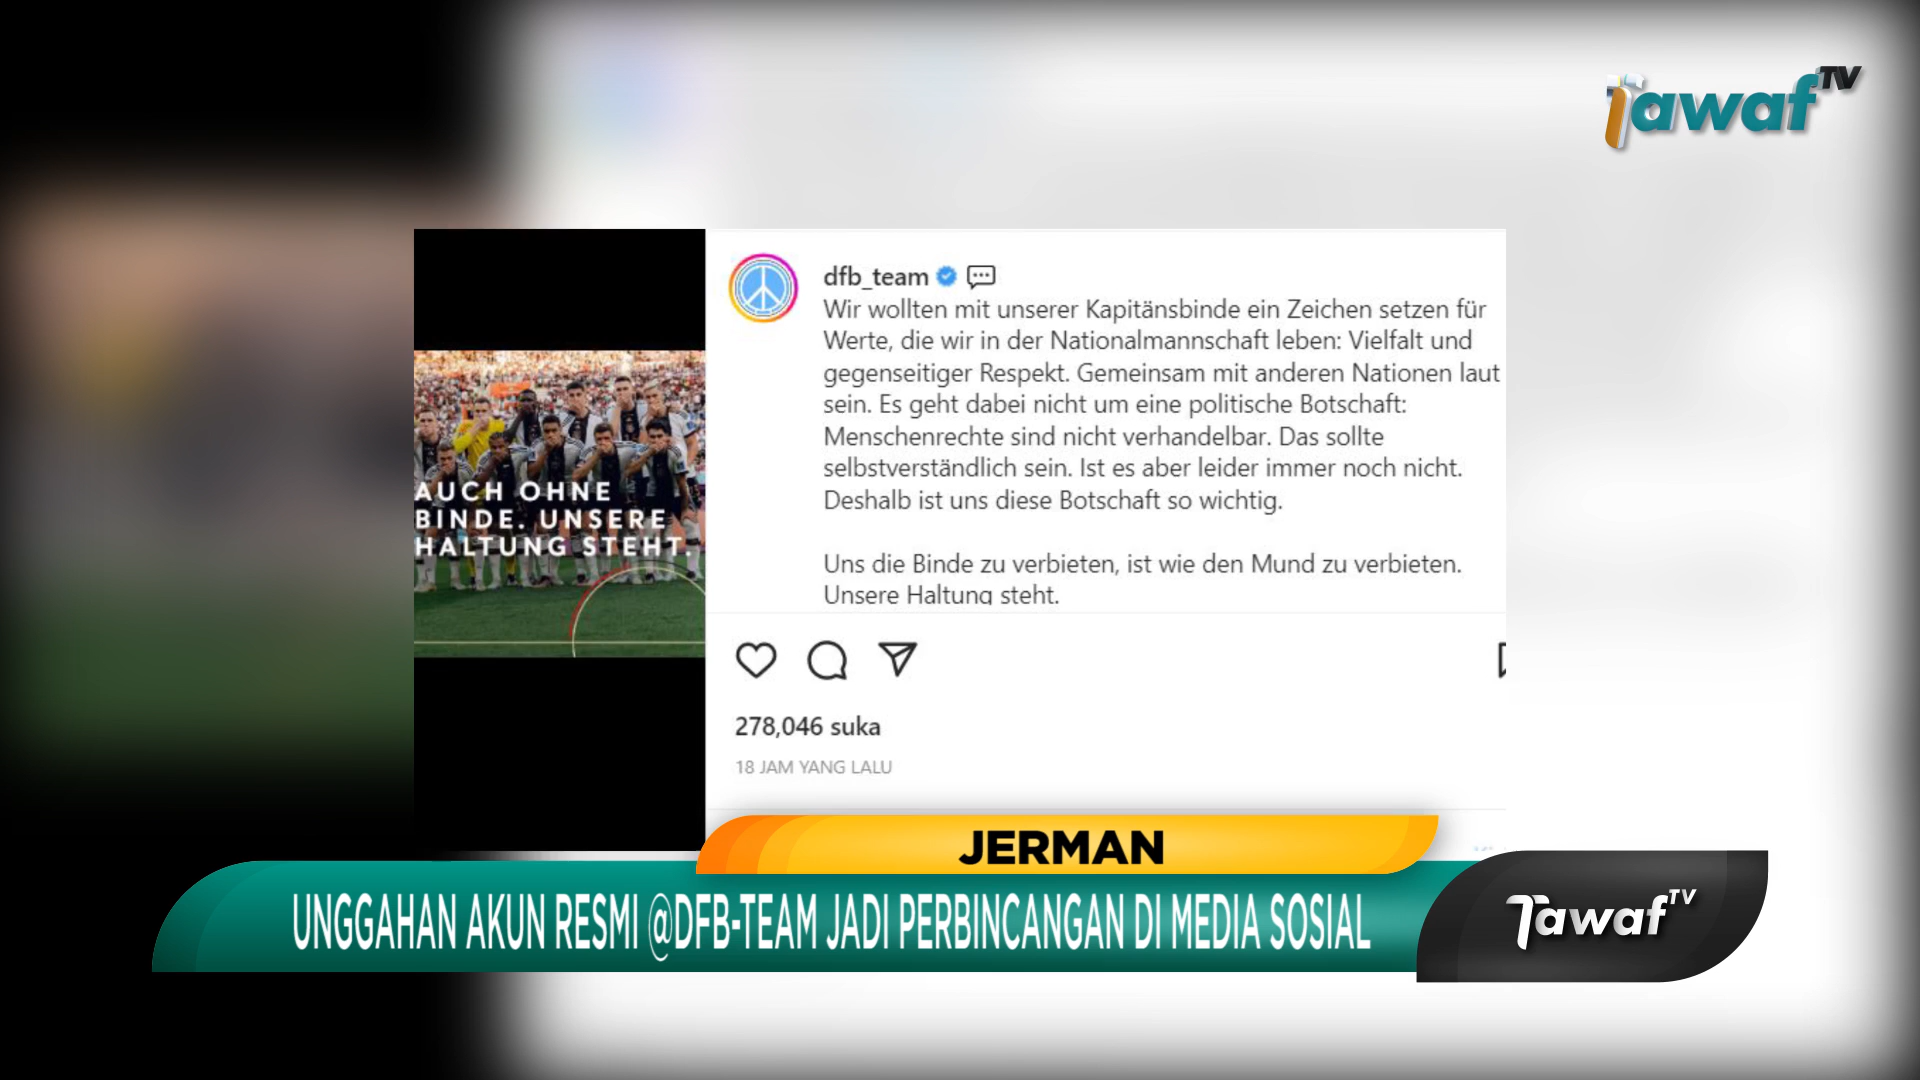 Tawaf TV
dfb_team
Wir wollten mit unserer Kapitänsbinde ein Zeichen setzen für
Werte, die wir in der Nationalmannschaft leben: Vielfalt und
gegenseitiger Respekt. Gemeinsam mit anderen Nationen laut
sein. Es geht dabei nicht um eine politische Botschaft:
Menschenrechte sind nicht verhandelbar. Das sollte
selbstverständlich sein. Ist es aber leider immer noch nicht.
Deshalb ist uns diese Botschaft so wichtig.
Uns die Binde zu verbieten, ist wie den Mund zu verbieten.
Unsere Haltung steht.
AUCH OHNE
BINDE. UNSERE
HALTUNG STEHT.
278,046 suka
18 JAM YANG LALU
JERMAN
UNGGAHAN AKUN RESMI @DFB-TEAM JADI PERBINCANGAN DI MEDIA SOSIAL
Tawaf TV